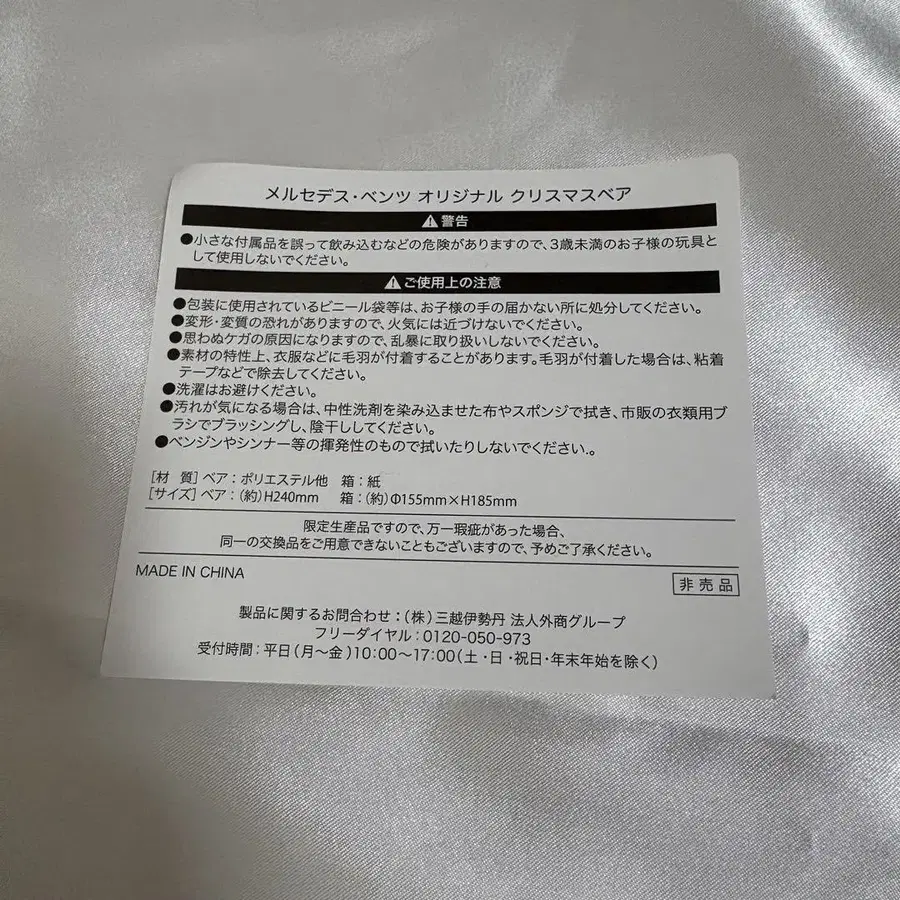 メルセデス・ベンツ オリジナル クリスマスベア
⚠警告
●小さな付属品を誤って飲み込むなどの危険がありますので、3歳未満のお子様の玩具と
して使用しないでください。
⚠ご使用上の注意
●包装に使用されているビニール袋等は、お子様の手の届かない所に処分してください。
●変形・変質の恐れがありますので、火気には近づけないでください。
●思わぬケガの原因になりますので、乱暴に取り扱いしないでください。
●素材の特性上、衣服などに毛羽が付着することがあります。毛羽が付着した場合は、粘着
テープなどで除去してください。
●洗濯はお避けください。
●汚れが気になる場合は、中性洗剤を染み込ませた布やスポンジで拭き、市販の衣類用ブ
ラシでブラッシングし、陰干ししてください。
●ベンジンやシンナー等の揮発性のもので拭いたりしないでください。
[材 質] ベア：ポリエステル他 箱：紙
[サイズ] ベア：(約)H240mm 箱：(約)Φ155mm×H185mm
限定生産品ですので、万一瑕疵があった場合、
同一の交換品をご用意できないこともございますので、予めご了承ください。
MADE IN CHINA
非売品
製品に関するお問合わせ：(株)三越伊勢丹 法人外商グループ
フリーダイヤル：0120-050-973
受付時間：平日(月〜金)10:00〜17:00(土・日・祝日・年末年始を除く)